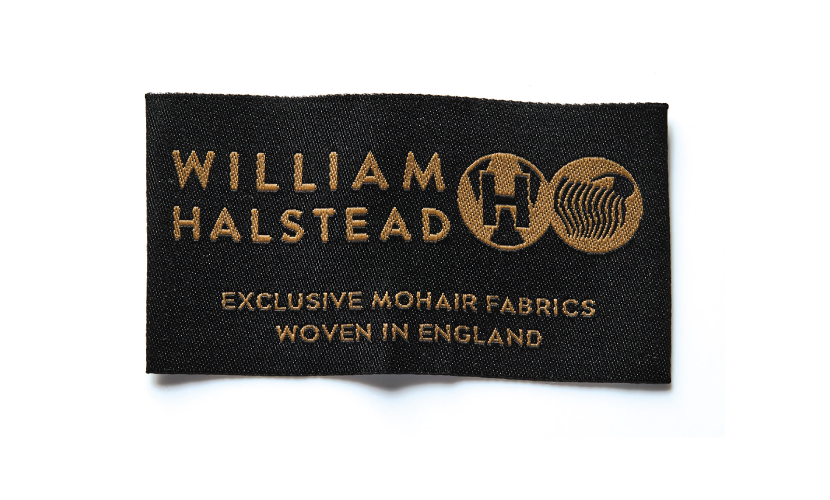 WILLIAM
HALSTEAD
H
EXCLUSIVE MOHAIR FABRICS
WOVEN IN ENGLAND